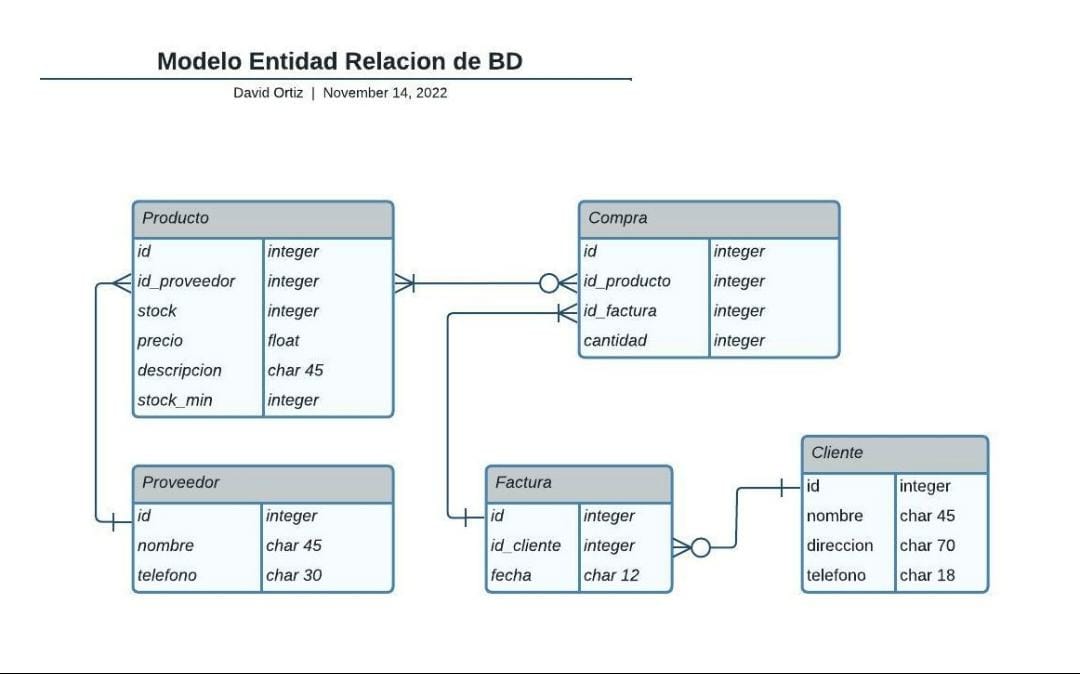 Modelo Entidad Relacion de BD
David Ortiz | November 14, 2022
Producto
id integer
id_proveedor integer
stock integer
precio float
descripcion char 45
stock_min integer
Compra
id integer
id_producto integer
id_factura integer
cantidad integer
Proveedor
id integer
nombre char 45
telefono char 30
Factura
id integer
id_cliente integer
fecha char 12
Cliente
id integer
nombre char 45
direccion char 70
telefono char 18